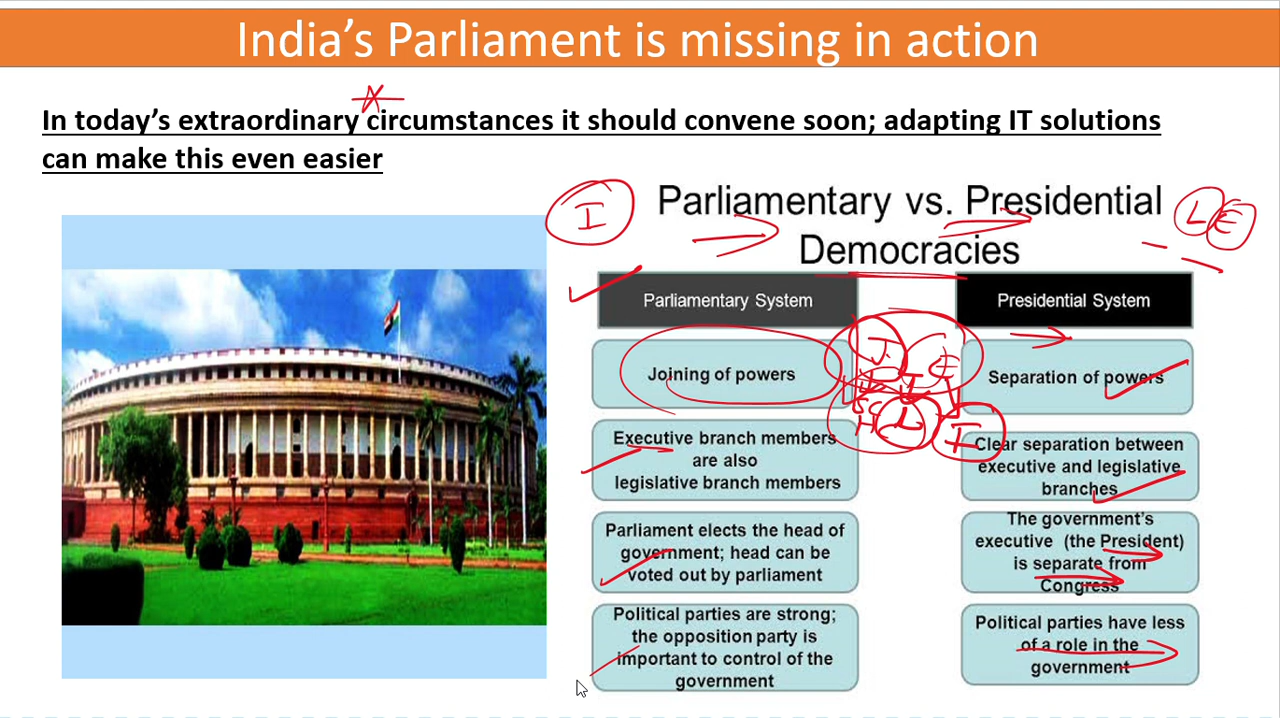 India's Parliament is missing in action
In today's extraordinary circumstances it should convene soon; adapting IT solutions
can make this even easier
I
Parliamentary vs. Presidential
Democracies
L E
Parliamentary System
Presidential System
Joining of powers
Separation of powers
J.
E
L
I
Executive branch members
are also
legislative branch members
Clear separation between
executive and legislative
branches
Parliament elects the head of
government; head can be
voted out by parliament
The government's
executive (the President)
is separate from
Congress
Political parties are strong;
the opposition party is
important to control of the
government
Political parties have less
of a role in the
government